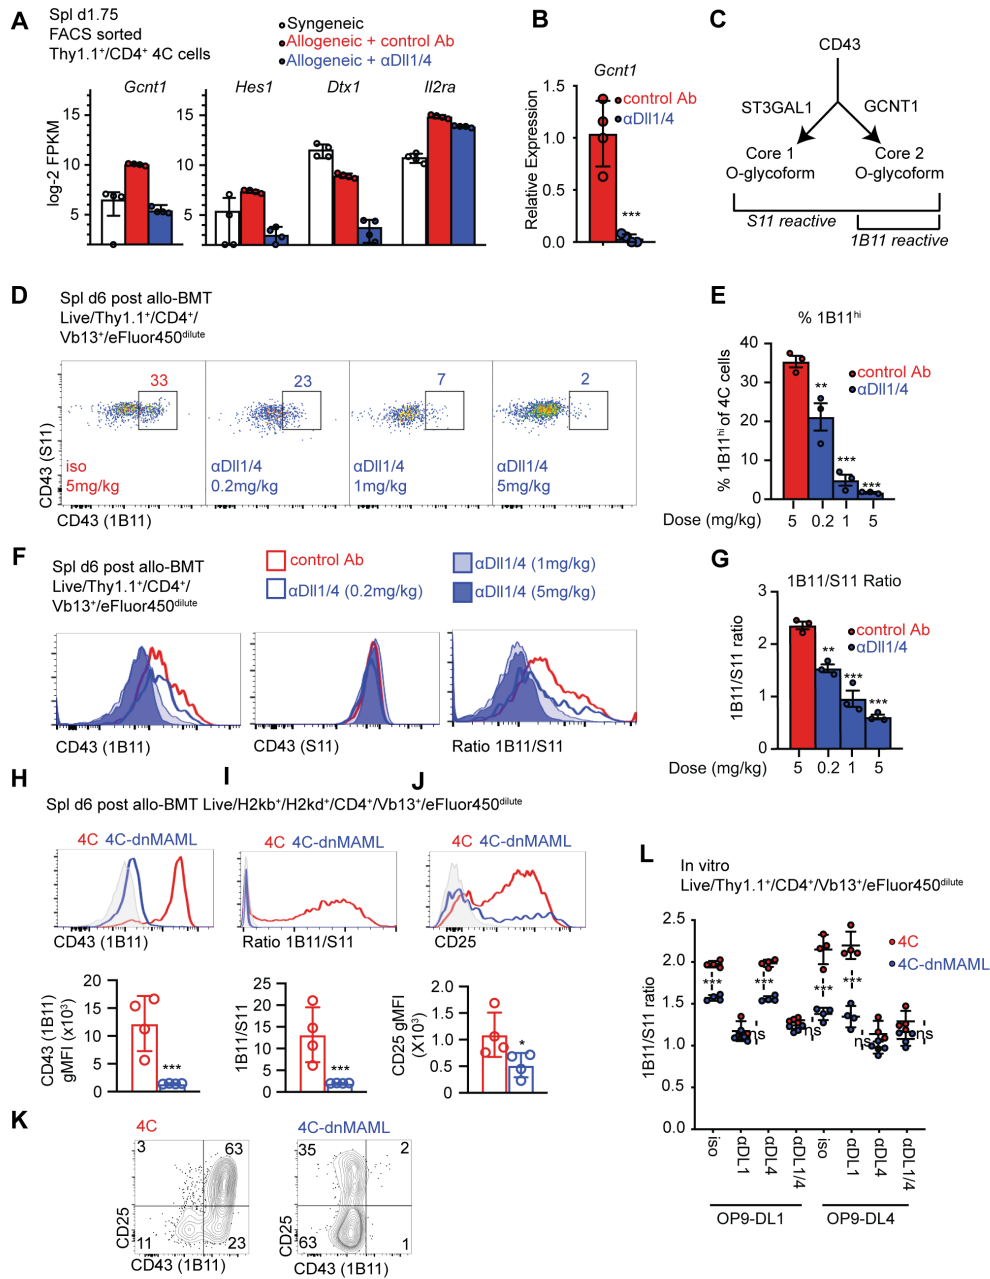 A
Spl d1.75
FACS sorted
Thy1.1⁺/CD4⁺ 4C cells
Syngeneic
Allogeneic + control Ab
Allogeneic + αDll1/4
Gcnt1
Hes1
Dtx1
Il2ra
log-2 FPKM
15
10
5
15
10
5
B
Gcnt1
Relative Expression
1.5
1.0
0.5
0.0
control Ab
αDll1/4
***
C
CD43
ST3GAL1
GCNT1
Core 1
O-glycoform
Core 2
O-glycoform
S11 reactive
1B11 reactive
D
Spl d6 post allo-BMT
Live/Thy1.1⁺/CD4⁺/
Vb13⁺/eFluor450ᵈⁱˡᵘᵗᵉ
33
23
7
2
CD43 (S11)
iso
5mg/kg
αDll1/4
0.2mg/kg
αDll1/4
1mg/kg
αDll1/4
5mg/kg
CD43 (1B11)
E
% 1B11ʰⁱ
% 1B11ʰⁱ of 4C cells
40
30
20
10
0
control Ab
αDll1/4
**
***
***
Dose (mg/kg) 5 0.2 1 5
F
Spl d6 post allo-BMT
Live/Thy1.1⁺/CD4⁺/
Vb13⁺/eFluor450ᵈⁱˡᵘᵗᵉ
control Ab
αDll1/4 (0.2mg/kg)
αDll1/4 (1mg/kg)
αDll1/4 (5mg/kg)
CD43 (1B11)
CD43 (S11)
Ratio 1B11/S11
G
1B11/S11 Ratio
1B11/S11 ratio
3
2
1
0
control Ab
αDll1/4
**
***
***
Dose (mg/kg) 5 0.2 1 5
H
I
J
Spl d6 post allo-BMT Live/H2kb⁺/H2kd⁺/CD4⁺/Vb13⁺/eFluor450ᵈⁱˡᵘᵗᵉ
4C 4C-dnMAML
4C 4C-dnMAML
4C 4C-dnMAML
CD43 (1B11)
Ratio 1B11/S11
CD25
CD43 (1B11)
gMFI (x10³)
20
15
10
5
0
***
1B11/S11
25
20
15
10
5
0
***
CD25 gMFI
(X10³)
2.0
1.5
1.0
0.5
0
*
K
4C
4C-dnMAML
3
63
11
23
CD25
CD43 (1B11)
35
2
63
1
CD25
CD43 (1B11)
L
In vitro
Live/Thy1.1⁺/CD4⁺/Vb13⁺/eFluor450ᵈⁱˡᵘᵗᵉ
1B11/S11 ratio
2.5
2.0
1.5
1.0
0.5
0.0
4C
4C-dnMAML
***
ns
***
ns
***
***
ns
ns
iso
αDL1
αDL4
αDL1/4
iso
αDL1
αDL4
αDL1/4
OP9-DL1
OP9-DL4